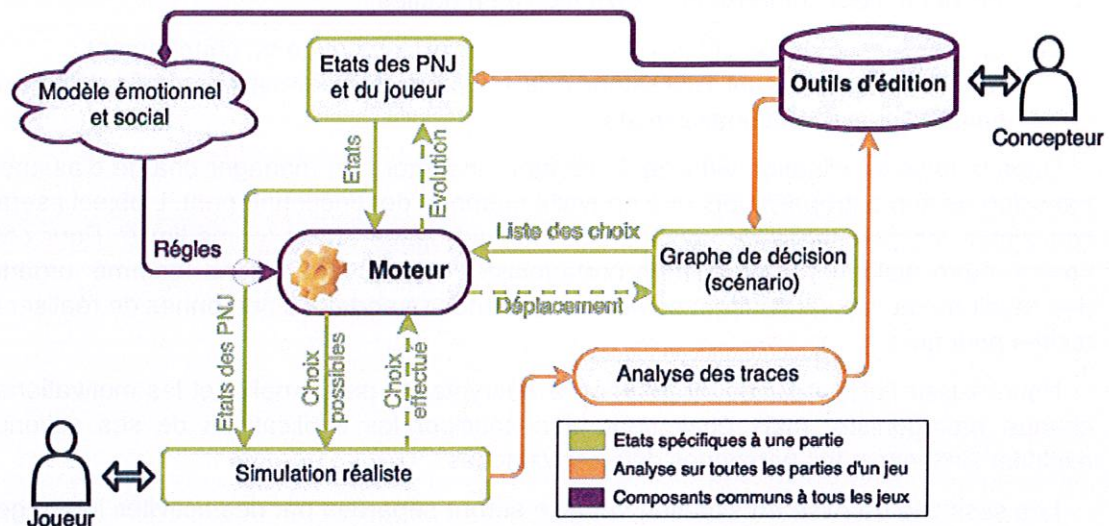 Modèle émotionnel
et social
Etats des PNJ
et du joueur
Outils d'édition
Concepteur
Etats
Evolution
Régles
Moteur
Liste des choix
Déplacement
Graphe de décision
(scénario)
Etats des PNJ
Choix
possibles
Choix
effectue
Analyse des traces
Simulation réaliste
Joueur
Etats spécifiques à une partie
Analyse sur toutes les parties d'un jeu
Composants communs à tous les jeux